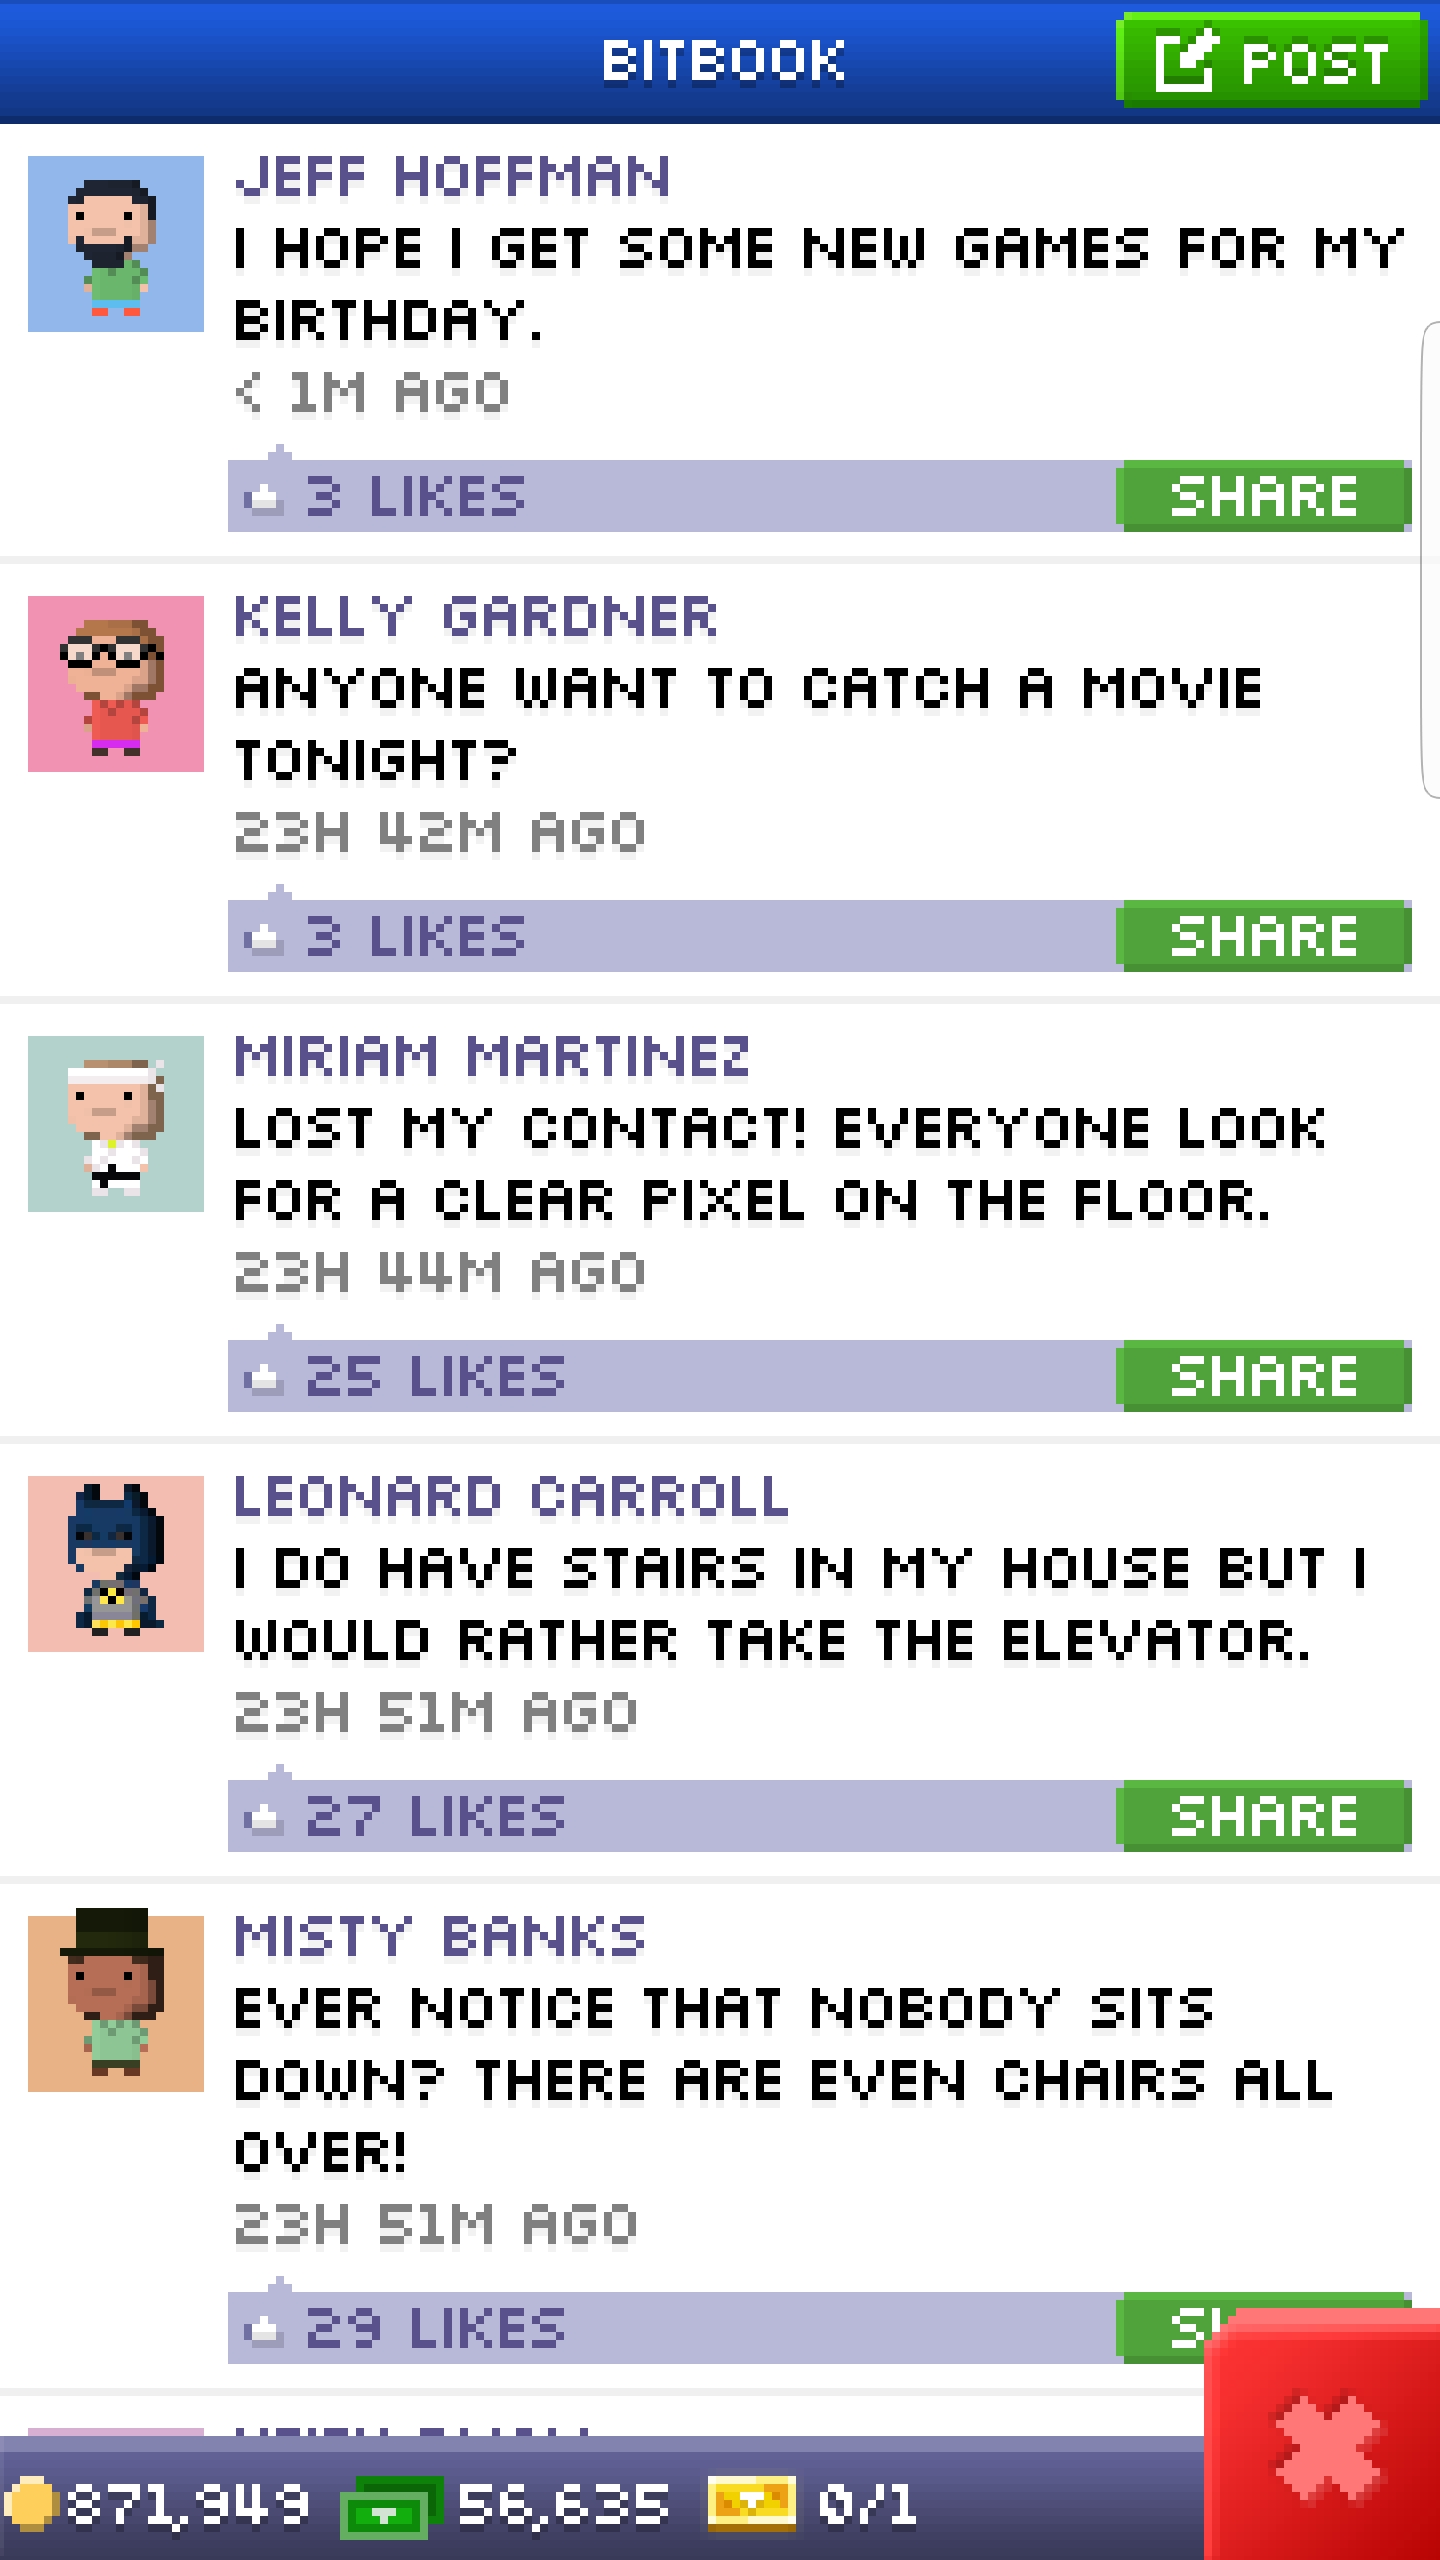 BITBOOK
POST
JEFF HOFFMAN
I HOPE I GET SOME NEW GAMES FOR MY
BIRTHDAY.
< 1M AGO
3 LIKES
SHARE
KELLY GARDNER
ANYONE WANT TO CATCH A MOVIE
TONIGHT?
23H 42M AGO
3 LIKES
SHARE
MIRIAM MARTINEZ
LOST MY CONTACT! EVERYONE LOOK
FOR A CLEAR PIXEL ON THE FLOOR.
23H 44M AGO
25 LIKES
SHARE
LEONARD CARROLL
I DO HAVE STAIRS IN MY HOUSE BUT I
WOULD RATHER TAKE THE ELEVATOR.
23H 51M AGO
27 LIKES
SHARE
MISTY BANKS
EVER NOTICE THAT NOBODY SITS
DOWN? THERE ARE EVEN CHAIRS ALL
OVER!
23H 51M AGO
29 LIKES
871,949 56,635 0/1